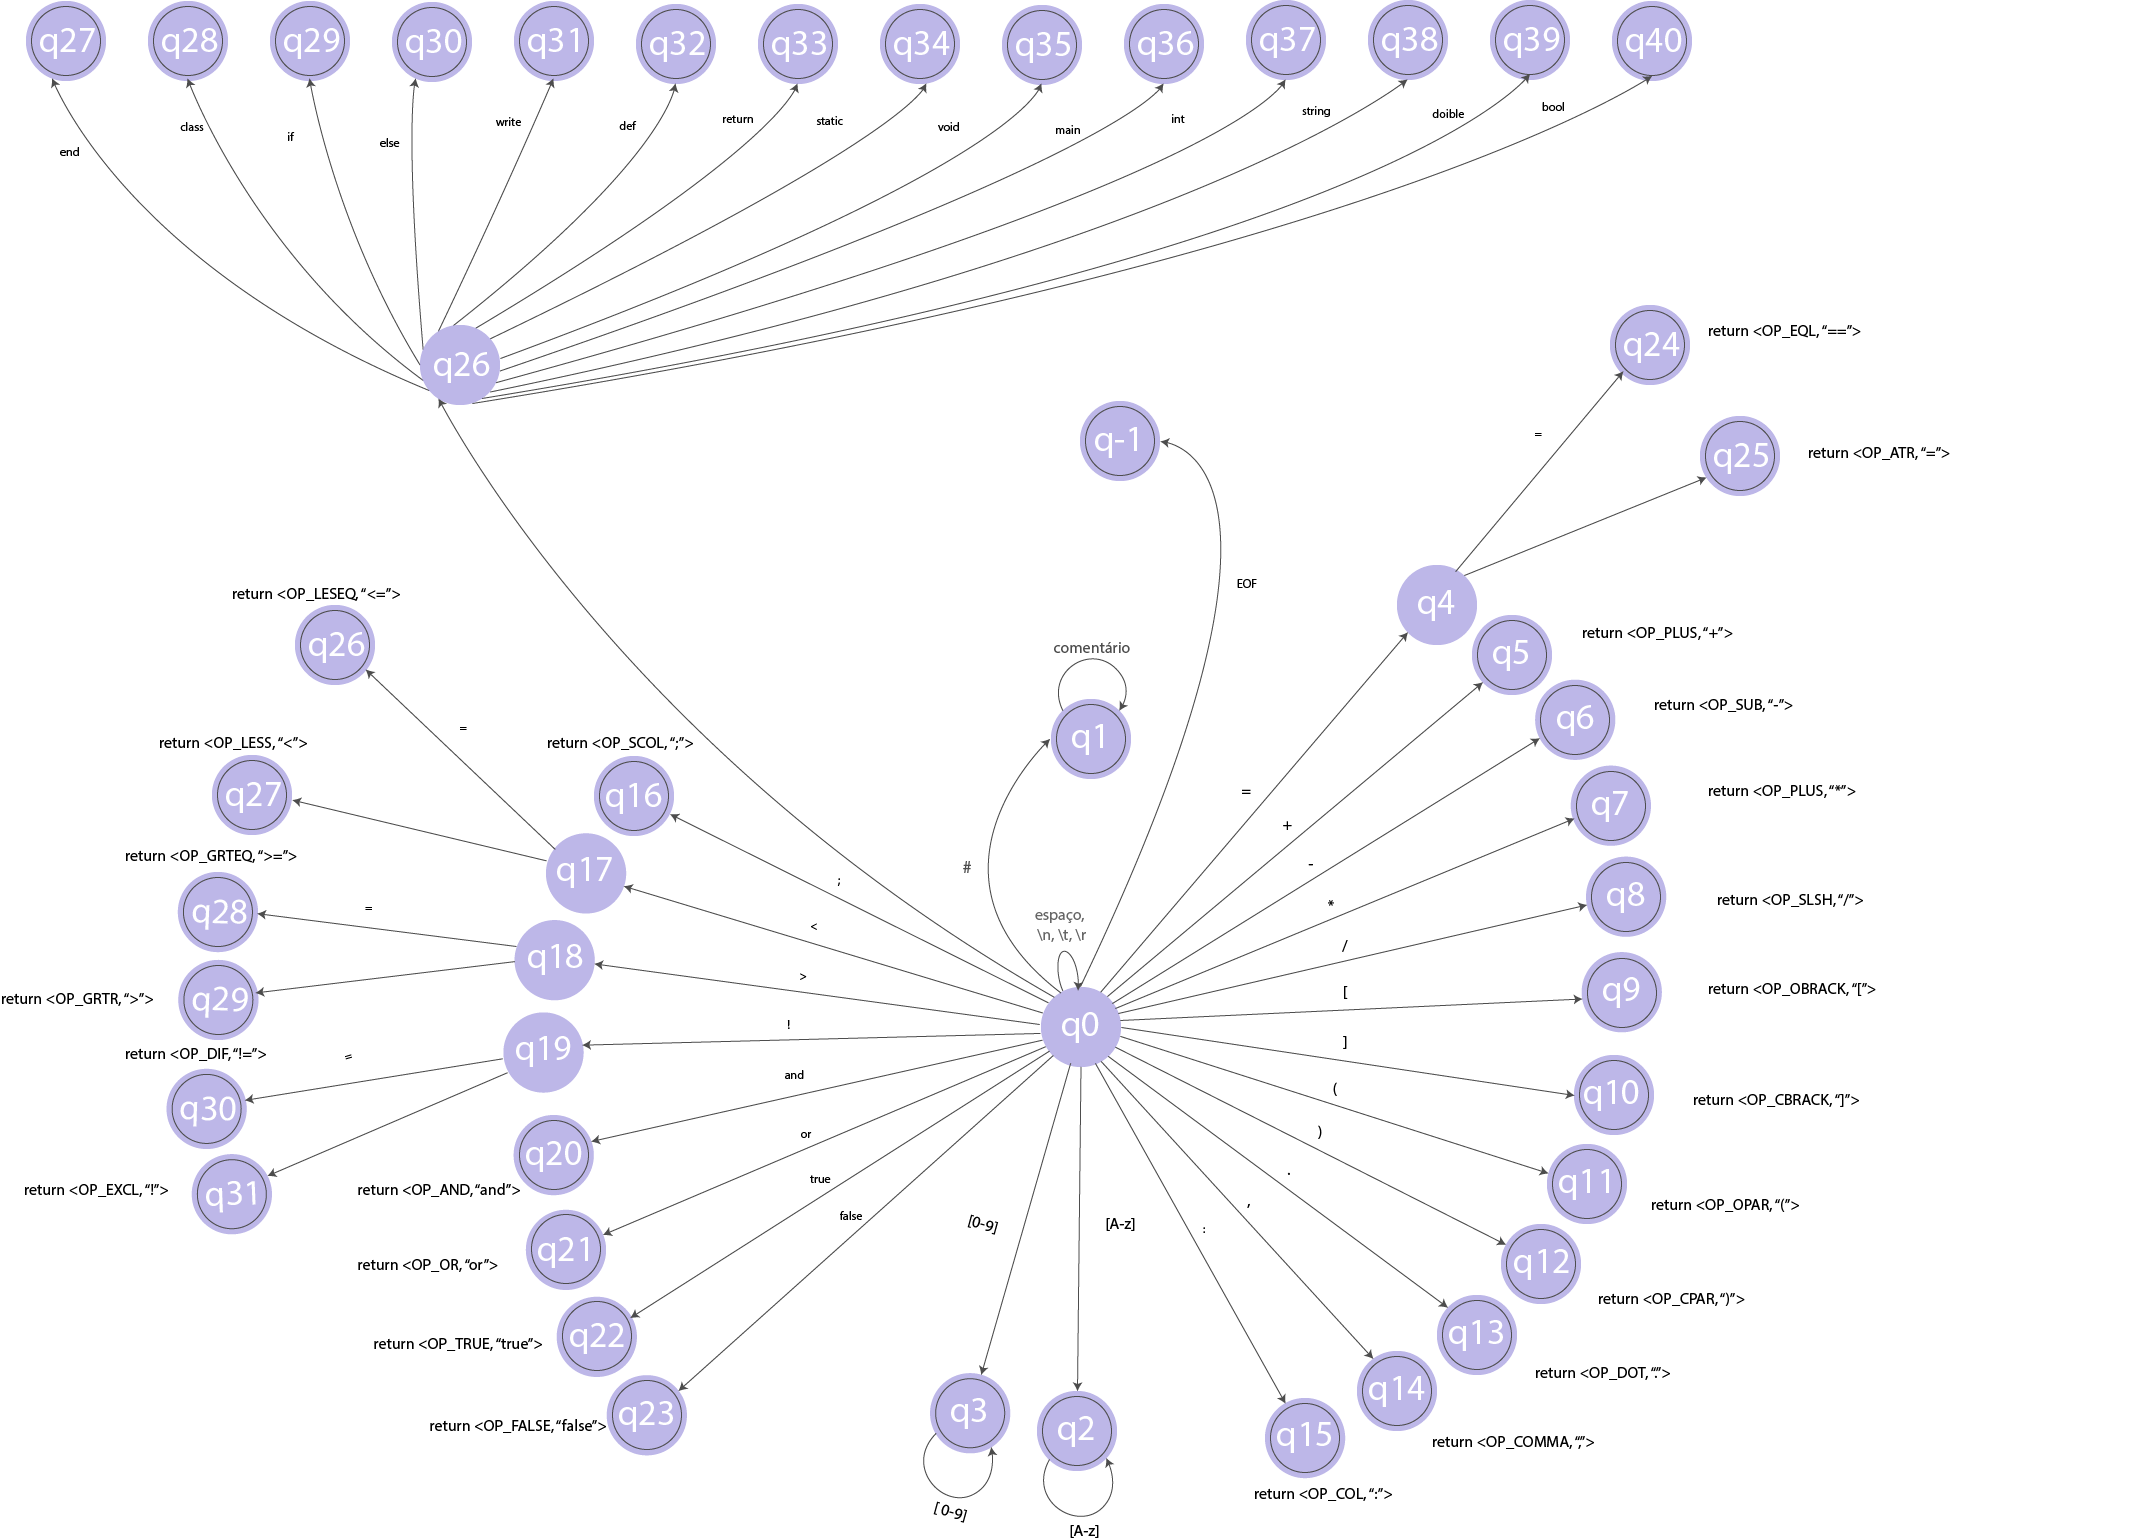 q27
q28
q29
q30
q31
q32
q33
q34
q35
q36
q37
q38
q39
q40
end
class
if
else
write
def
return
static
void
main
int
string
doible
bool
q26
q24
return <OP_EQL, “==”>
=
q-1
q25
return <OP_ATR, “=”>
EOF
q4
return <OP_LESEQ, “<=”>
q26
=
comentário
q1
#
q5
return <OP_PLUS, “+”>
q6
return <OP_SUB, “-”>
return <OP_LESS, “<”>
q27
return <OP_SCOL, “;”>
q16
q7
return <OP_PLUS, “*”>
=
+
-
*
/
[
]
(
)
.
,
:
return <OP_GRTEQ, “>=”>
q17
;
<
q8
return <OP_SLSH, “/”>
q28
=
q18
>
espaço,
\n, \t, \r
q9
return <OP_OBRACK, “[”>
return <OP_GRTR, “>”>
q29
q0
!
q19
return <OP_DIF, “!=”>
=
q30
and
q10
return <OP_CBRACK, “]”>
q20
return <OP_AND, “and”>
or
q31
return <OP_EXCL, “!”>
true
q11
return <OP_OPAR, “(”>
false
[0-9]
[A-z]
q21
return <OP_OR, “or”>
q12
return <OP_CPAR, “)”>
q22
return <OP_TRUE, “true”>
q13
return <OP_DOT, “.”>
q23
return <OP_FALSE, “false”>
q3
q2
q14
return <OP_COMMA, “,”>
q15
return <OP_COL, “:”>
[ 0-9]
[A-z]